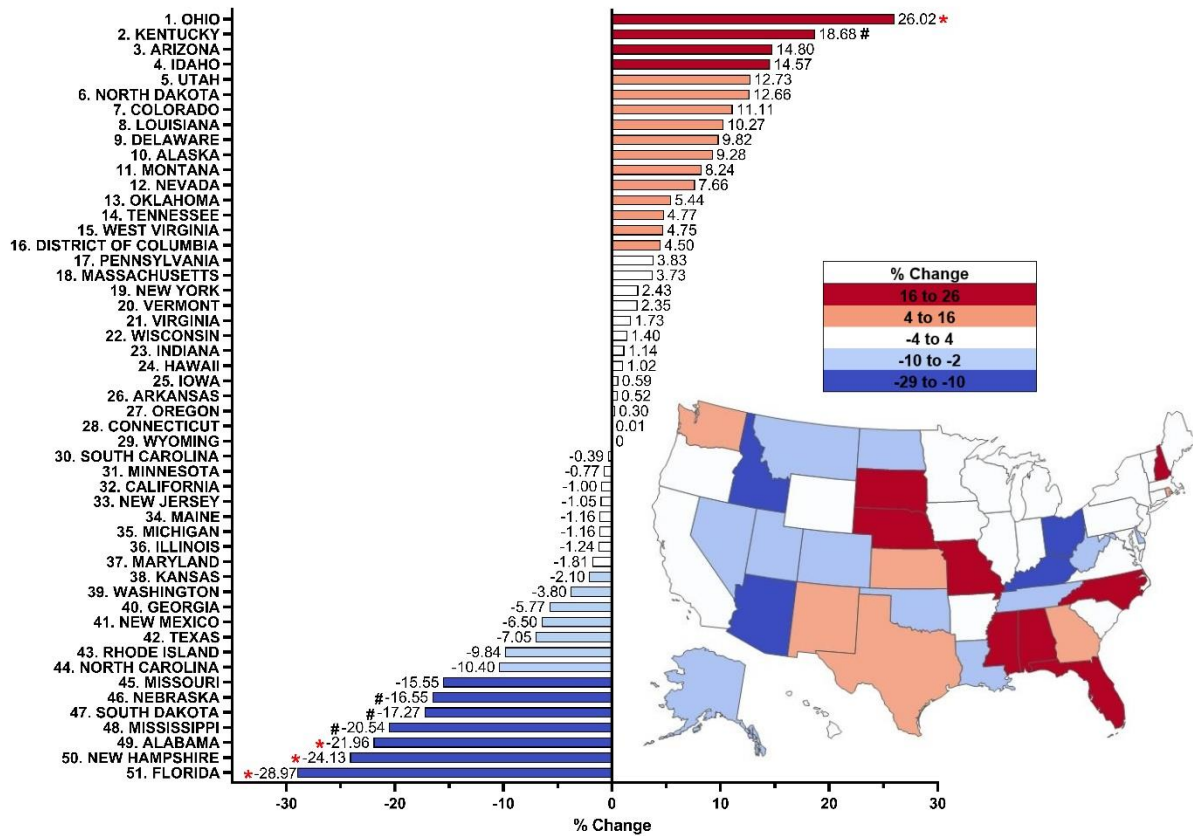 1. OHIO 26.02 *
2. KENTUCKY 18.68 #
3. ARIZONA 14.80
4. IDAHO 14.57
5. UTAH 12.73
6. NORTH DAKOTA 12.66
7. COLORADO 11.11
8. LOUISIANA 10.27
9. DELAWARE 9.82
10. ALASKA 9.28
11. MONTANA 8.24
12. NEVADA 7.66
13. OKLAHOMA 5.44
14. TENNESSEE 4.77
15. WEST VIRGINIA 4.75
16. DISTRICT OF COLUMBIA 4.50
17. PENNSYLVANIA 3.83
18. MASSACHUSETTS 3.73
19. NEW YORK 2.43
20. VERMONT 2.35
21. VIRGINIA 1.73
22. WISCONSIN 1.40
23. INDIANA 1.14
24. HAWAII 1.02
25. IOWA 0.59
26. ARKANSAS 0.52
27. OREGON 0.30
28. CONNECTICUT 0.01
29. WYOMING 0
30. SOUTH CAROLINA -0.39
31. MINNESOTA -0.77
32. CALIFORNIA -1.00
33. NEW JERSEY -1.05
34. MAINE -1.16
35. MICHIGAN -1.16
36. ILLINOIS -1.24
37. MARYLAND -1.81
38. KANSAS -2.10
39. WASHINGTON -3.80
40. GEORGIA -5.77
41. NEW MEXICO -6.50
42. TEXAS -7.05
43. RHODE ISLAND -9.84
44. NORTH CAROLINA -10.40
45. MISSOURI -15.55
46. NEBRASKA # -16.55
47. SOUTH DAKOTA # -17.27
48. MISSISSIPPI # -20.54
49. ALABAMA * -21.96
50. NEW HAMPSHIRE * -24.13
51. FLORIDA * -28.97
-30 -20 -10 0 10 20 30
% Change
% Change
16 to 26
4 to 16
-4 to 4
-10 to -2
-29 to -10